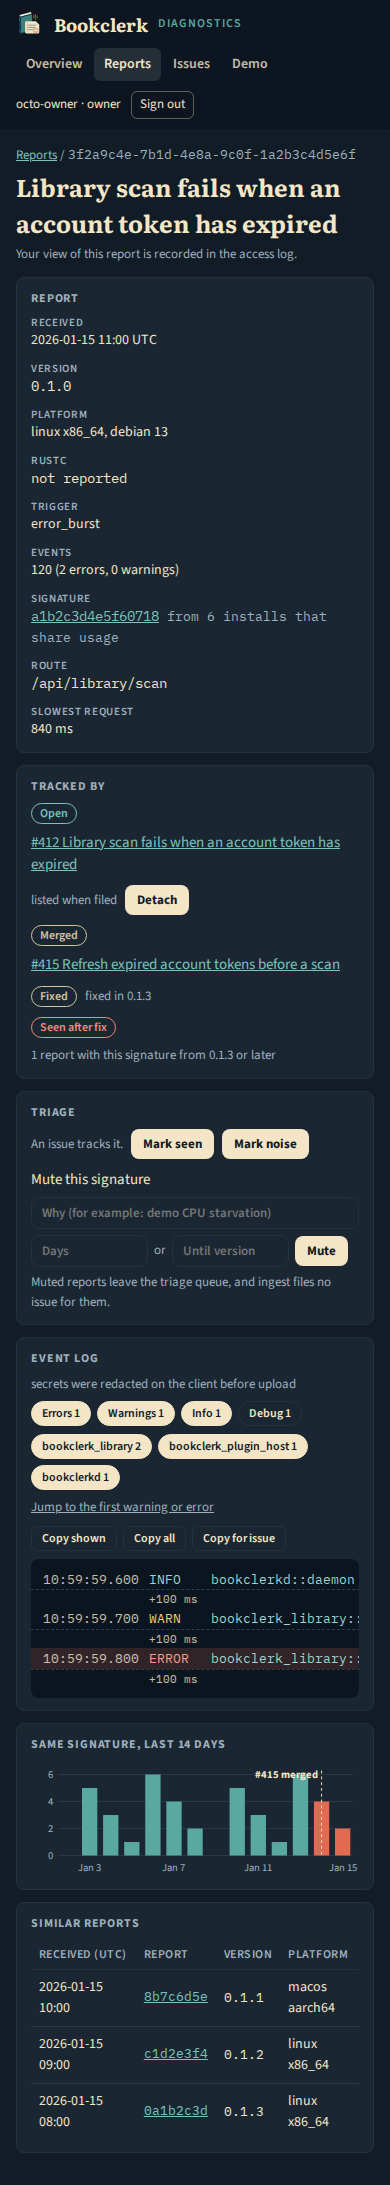 Bookclerk DIAGNOSTICS
Overview Reports Issues Demo
octo-owner · owner Sign out
Reports / 3f2a9c4e-7b1d-4e8a-9c0f-1a2b3c4d5e6f
Library scan fails when an
account token has expired
Your view of this report is recorded in the access log.
REPORT
RECEIVED
2026-01-15 11:00 UTC
VERSION
0.1.0
PLATFORM
linux x86_64, debian 13
RUSTC
not reported
TRIGGER
error_burst
EVENTS
120 (2 errors, 0 warnings)
SIGNATURE
a1b2c3d4e5f60718 from 6 installs that
share usage
ROUTE
/api/library/scan
SLOWEST REQUEST
840 ms
TRACKED BY
Open
#412 Library scan fails when an account token has
expired
listed when filed Detach
Merged
#415 Refresh expired account tokens before a scan
Fixed fixed in 0.1.3
Seen after fix
1 report with this signature from 0.1.3 or later
TRIAGE
An issue tracks it. Mark seen Mark noise
Mute this signature
Why (for example: demo CPU starvation)
Days or Until version Mute
Muted reports leave the triage queue, and ingest files no
issue for them.
EVENT LOG
secrets were redacted on the client before upload
Errors 1 Warnings 1 Info 1 Debug 1
bookclerk_library 2 bookclerk_plugin_host 1
bookclerkd 1
Jump to the first warning or error
Copy shown Copy all Copy for issue
10:59:59.600 INFO bookclerkd::daemon
+100 ms
10:59:59.700 WARN bookclerk_library::
+100 ms
10:59:59.800 ERROR bookclerk_library::
+100 ms
SAME SIGNATURE, LAST 14 DAYS
#415 merged
6
4
2
0
Jan 3 Jan 7 Jan 11 Jan 15
SIMILAR REPORTS
RECEIVED (UTC) REPORT VERSION PLATFORM
2026-01-15
10:00 8b7c6d5e 0.1.1 macos
aarch64
2026-01-15
09:00 c1d2e3f4 0.1.2 linux
x86_64
2026-01-15
08:00 0a1b2c3d 0.1.3 linux
x86_64